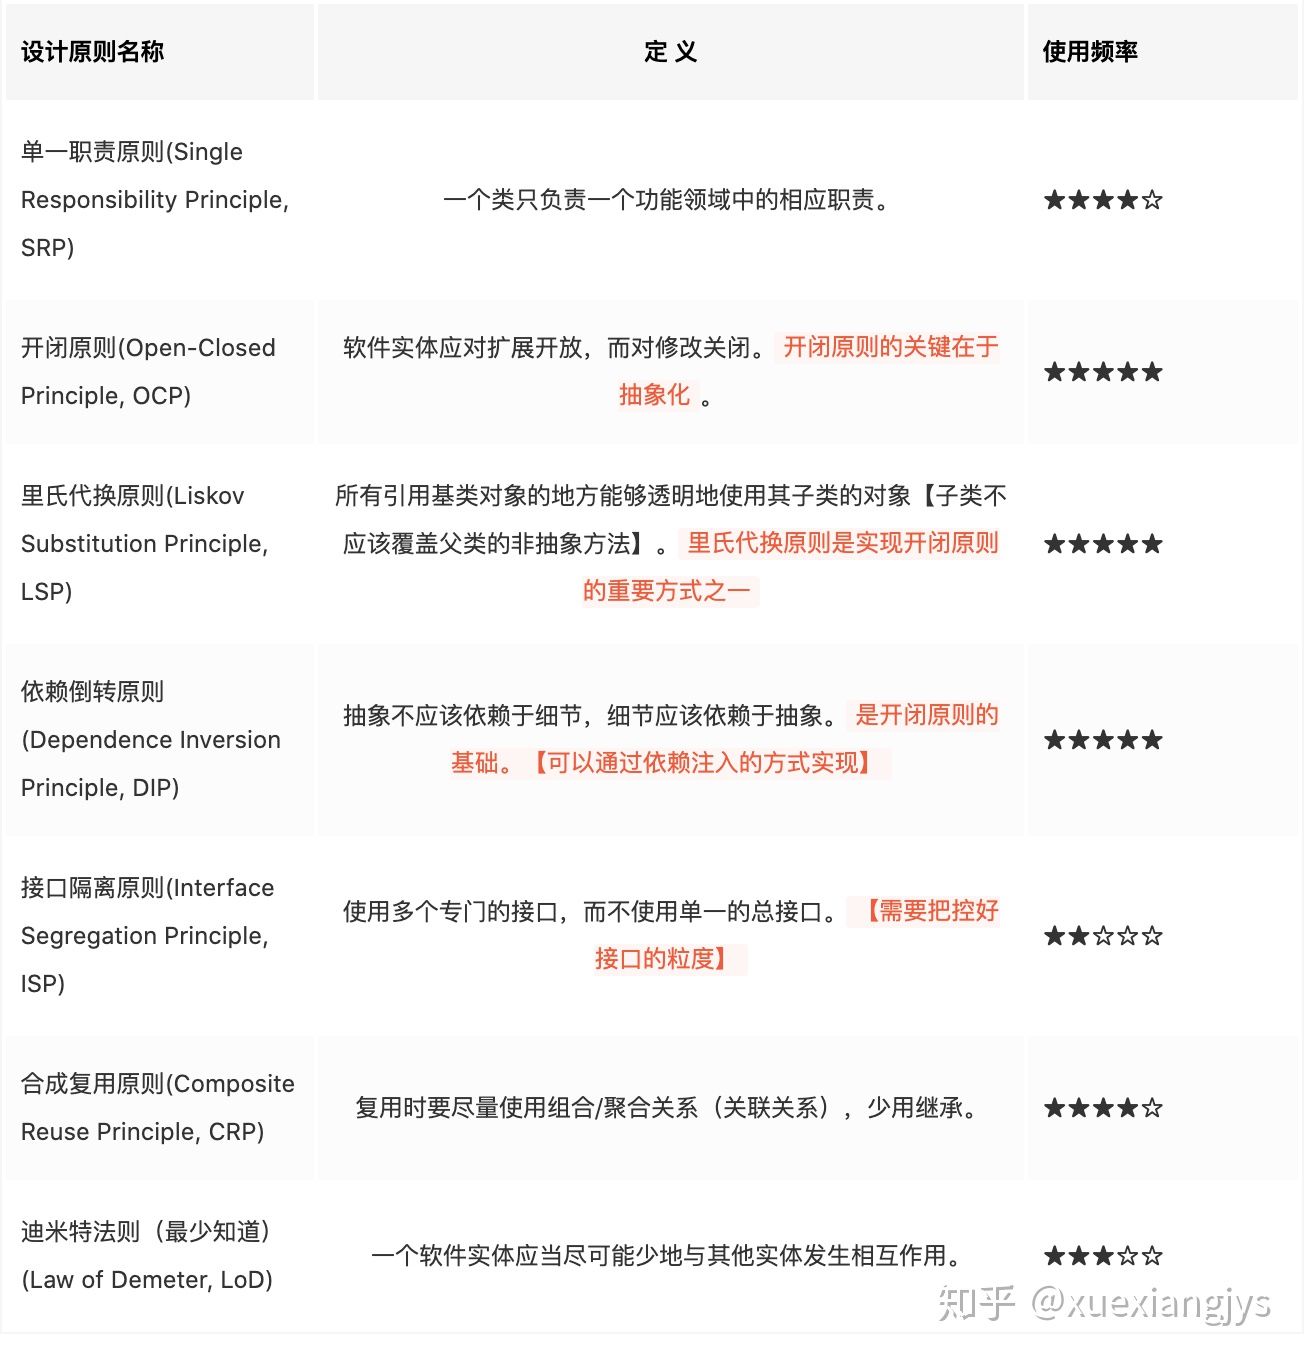 设计原则名称
定 义
使用频率
单一职责原则(Single
Responsibility Principle,
SRP)
一个类只负责一个功能领域中的相应职责。
★★★★☆
开闭原则(Open-Closed
Principle, OCP)
软件实体应对扩展开放，而对修改关闭。 开闭原则的关键在于
抽象化 。
★★★★★
里氏代换原则(Liskov
Substitution Principle,
LSP)
所有引用基类对象的地方能够透明地使用其子类的对象【子类不
应该覆盖父类的非抽象方法】。 里氏代换原则是实现开闭原则
的重要方式之一
★★★★★
依赖倒转原则
(Dependence Inversion
Principle, DIP)
抽象不应该依赖于细节，细节应该依赖于抽象。 是开闭原则的
基础。【可以通过依赖注入的方式实现】
★★★★★
接口隔离原则(Interface
Segregation Principle,
ISP)
使用多个专门的接口，而不使用单一的总接口。 【需要把控好
接口的粒度】
★★☆☆☆
合成复用原则(Composite
Reuse Principle, CRP)
复用时要尽量使用组合/聚合关系（关联关系），少用继承。
★★★★☆
迪米特法则（最少知道）
(Law of Demeter, LoD)
一个软件实体应当尽可能少地与其他实体发生相互作用。
★★★☆☆
知乎 @xuexiangjys